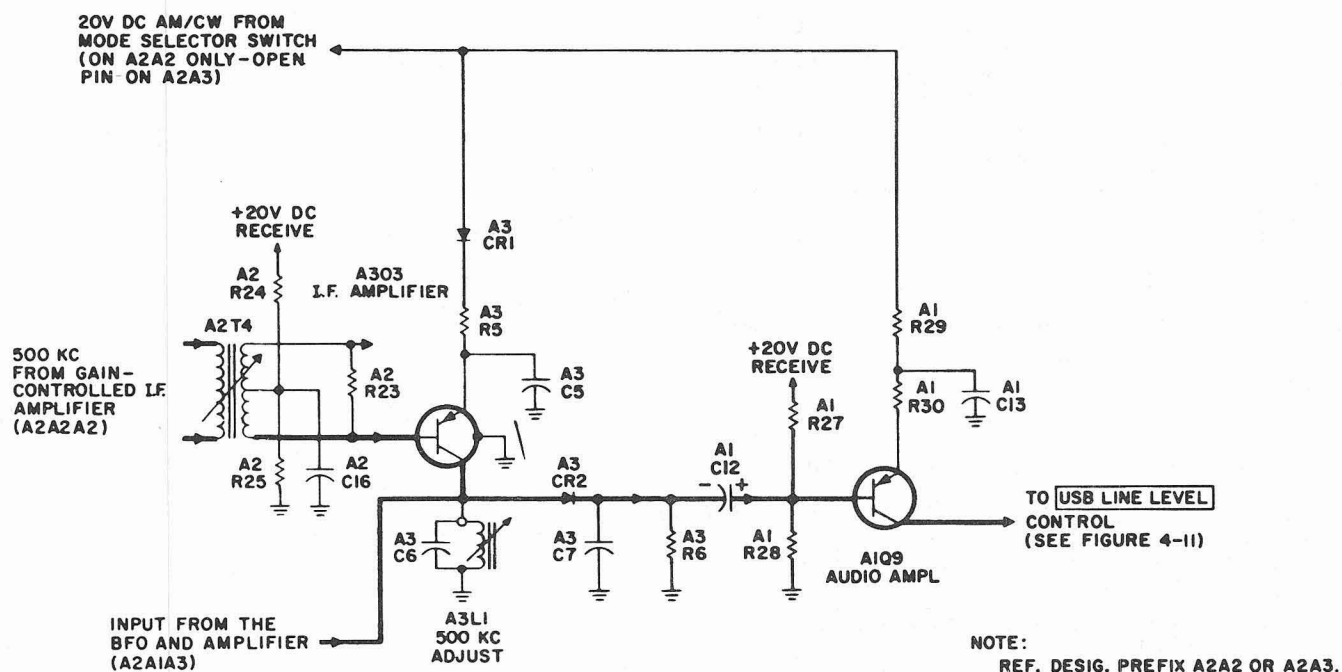 20V DC AM/CW FROM
MODE SELECTOR SWITCH
(ON A2A2 ONLY-OPEN
PIN ON A2A3)
A3
CR1
+20V DC
RECEIVE
A2
R24
A303
I.F. AMPLIFIER
A3
R5
A1
R29
A2T4
500 KC
FROM GAIN-
CONTROLLED I.F.
AMPLIFIER
(A2A2A2)
A2
R23
A3
C5
+20V DC
RECEIVE
A1
R27
A1
R30
A1
C13
A2
R25
A2
C16
A3
CR2
A1
C12
- +
TO USB LINE LEVEL
CONTROL
(SEE FIGURE 4-11)
A3
C6
A3
C7
A3
R6
A1
R28
A1Q9
AUDIO AMPL
A3L1
500 KC
ADJUST
INPUT FROM THE
BFO AND AMPLIFIER
(A2A1A3)
NOTE:
REF. DESIG. PREFIX A2A2 OR A2A3.